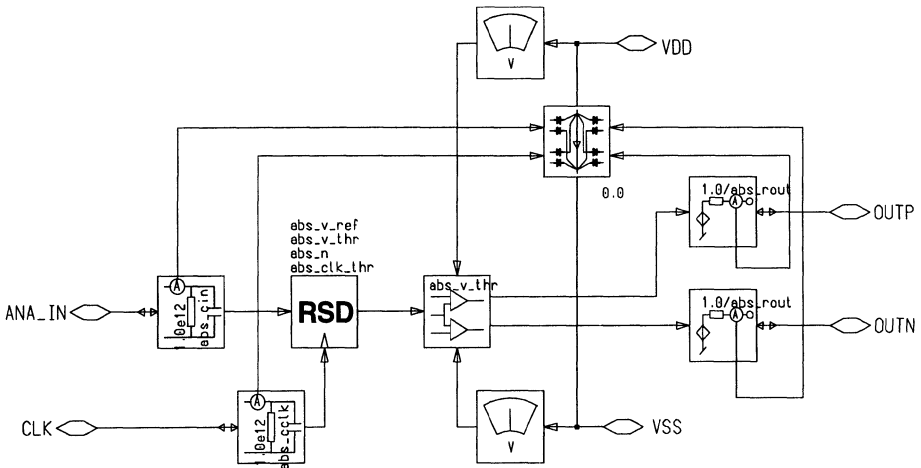 V
VDD
0.0
1.0/abs_rout
A
OUTP
abs_v_ref
abs_v_thr
abs_n
abs_clk_thr
A
1.0e12
abs_cin
ANA_IN
RSD
abs_v_thr
1.0/abs_rout
A
OUTN
A
1.0e12
abs_cclk
CLK
V
VSS